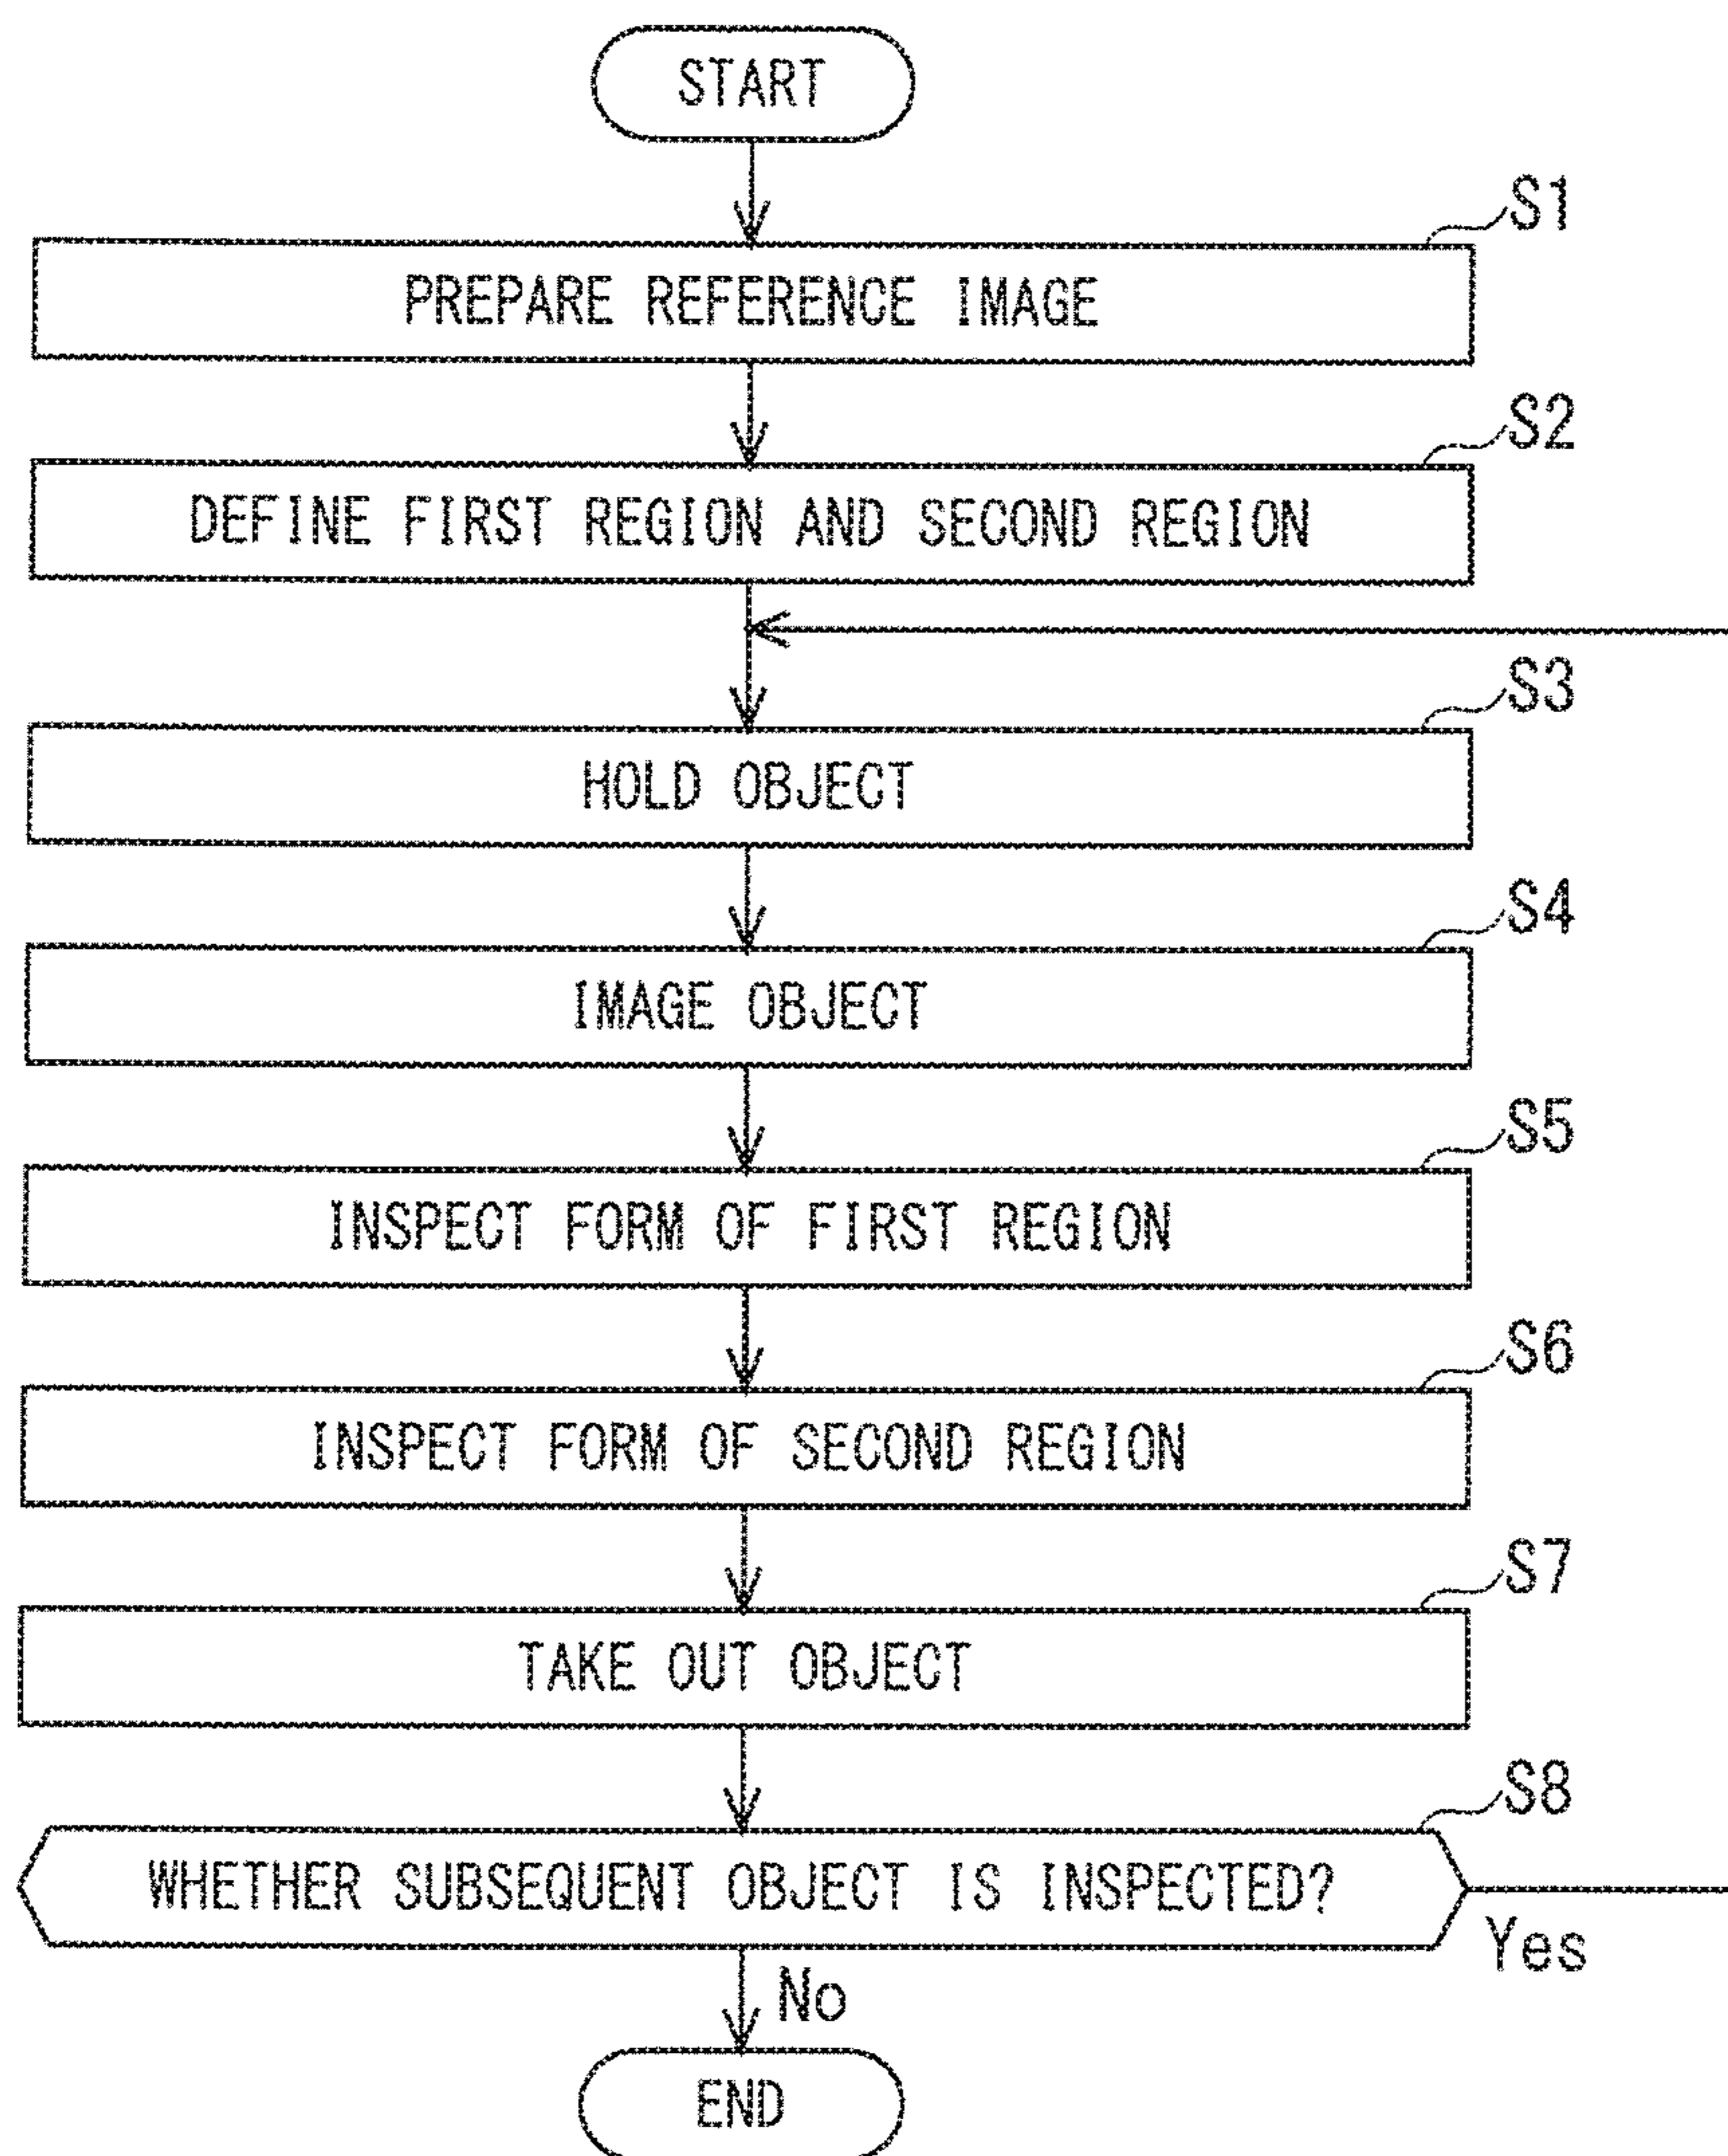 START
S1
PREPARE REFERENCE IMAGE
S2
DEFINE FIRST REGION AND SECOND REGION
S3
HOLD OBJECT
S4
IMAGE OBJECT
S5
INSPECT FORM OF FIRST REGION
S6
INSPECT FORM OF SECOND REGION
S7
TAKE OUT OBJECT
S8
WHETHER SUBSEQUENT OBJECT IS INSPECTED?
Yes
No
END